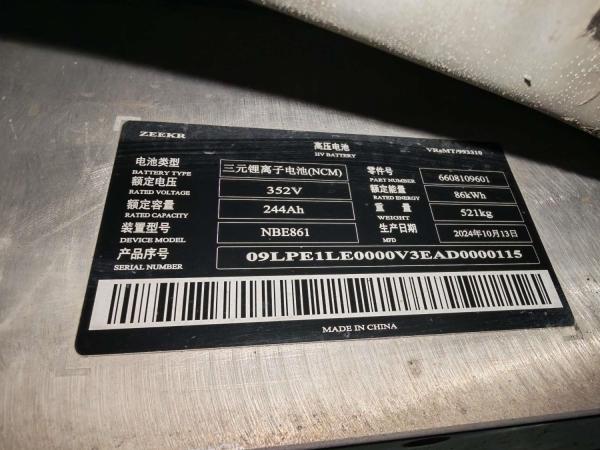 ZEEKR
高压电池
HV BATTERY
VRsMT/993310
电池类型 三元锂离子电池(NCM) 零件号 6608109601
BATTERY TYPE PART NUMBER
额定电压 352V 额定能量 86kWh
RATED VOLTAGE RATED ENERGY
额定容量 244Ah 重量 521kg
RATED CAPACITY WEIGHT
装置型号 NBE861 生产日期 2024年10月13日
DEVICE MODEL MFD
产品序号 09LPE1LE0000V3EAD0000115
SERIAL NUMBER
MADE IN CHINA